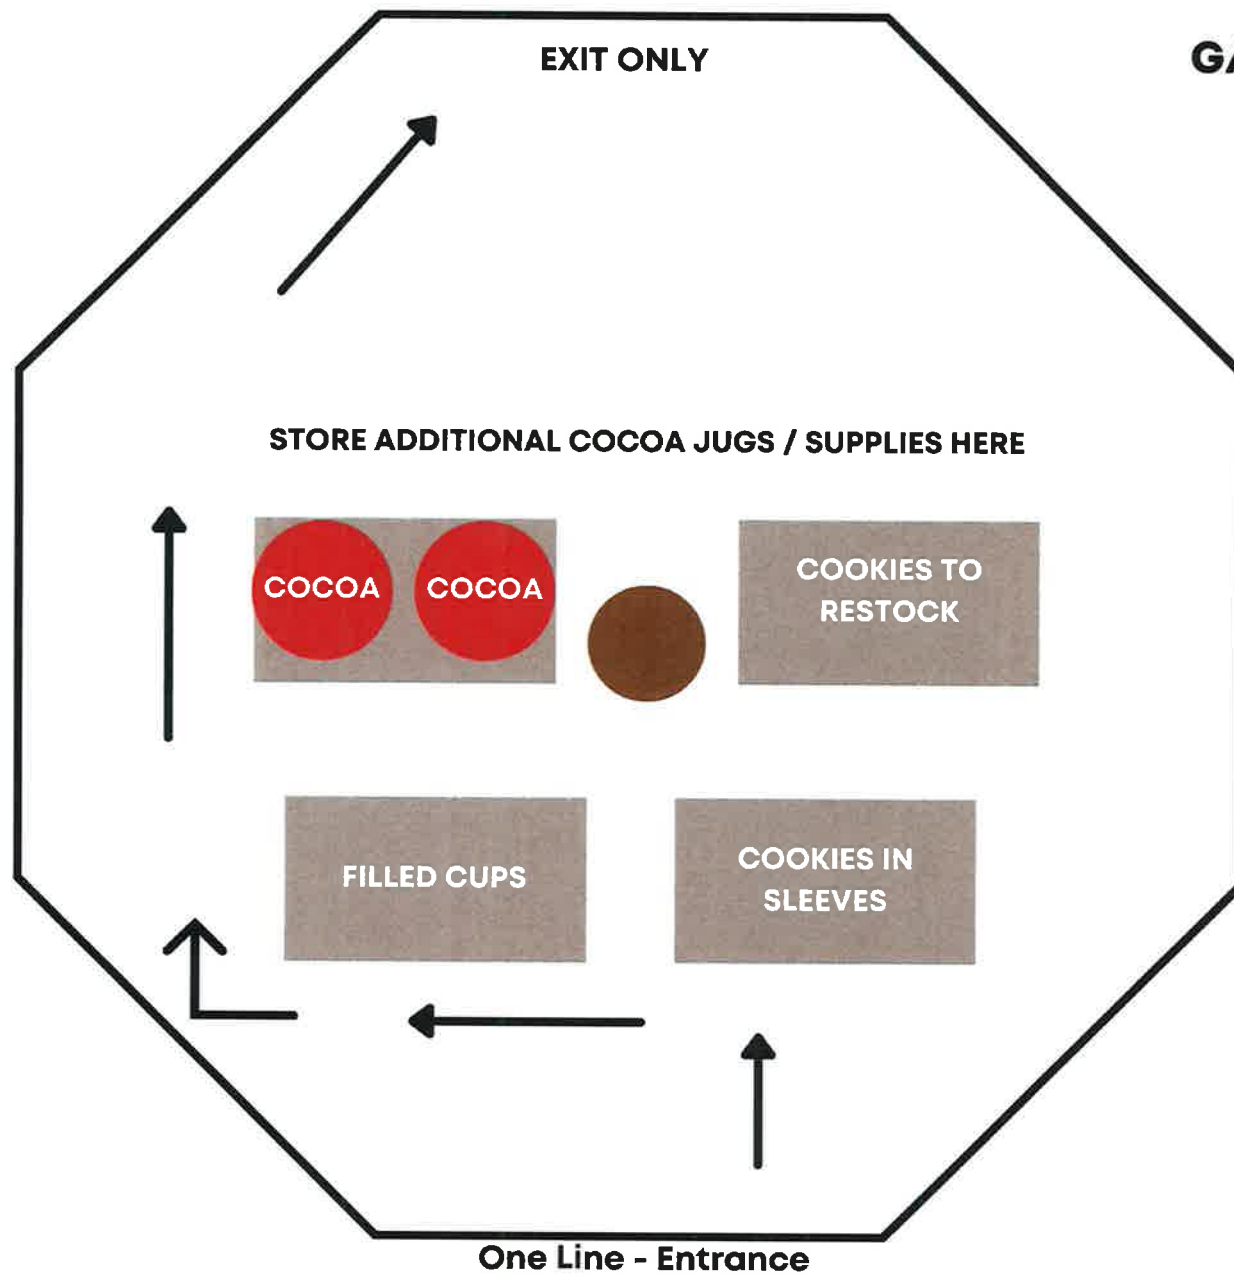 EXIT ONLY
STORE ADDITIONAL COCOA JUGS / SUPPLIES HERE
COCOA
COCOA
COOKIES TO
RESTOCK
FILLED CUPS
COOKIES IN
SLEEVES
One Line - Entrance